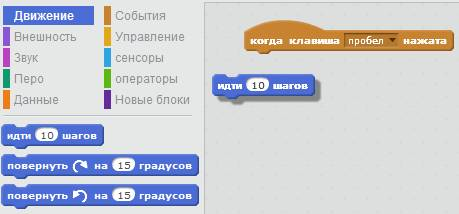 Движение
События
Внешность
Управление
Звук
сенсоры
Перо
операторы
Данные
Новые блоки
идти 10 шагов
повернуть на 15 градусов
повернуть на 15 градусов
когда клавиша пробел нажата
идти 10 шагов